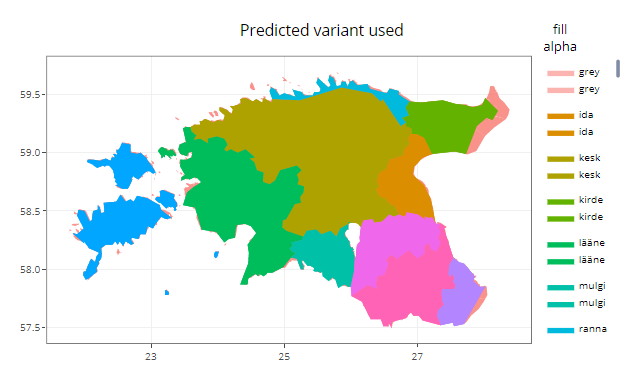 Predicted variant used
fill
alpha
grey
grey
ida
ida
kesk
kesk
kirde
kirde
lääne
lääne
mulgi
mulgi
ranna
59.5
59.0
58.5
58.0
57.5
23
25
27